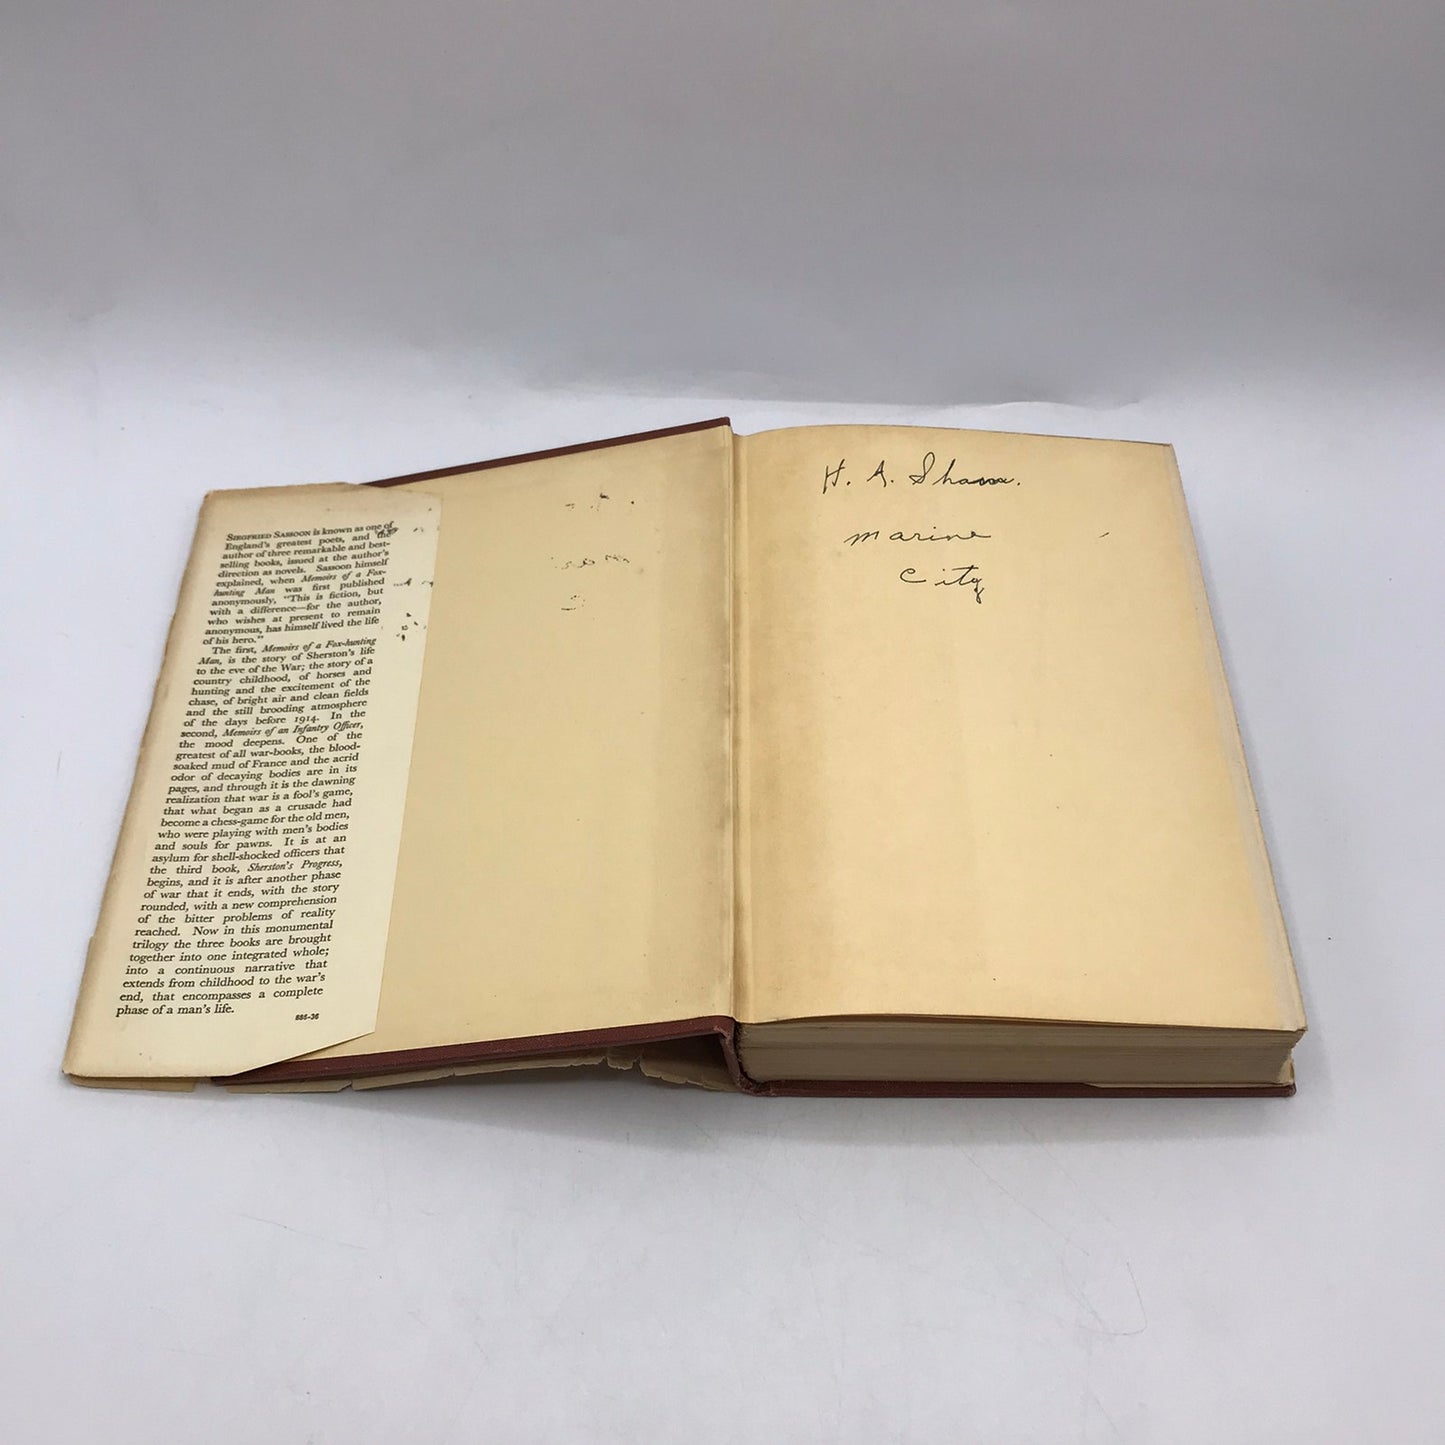 SIEGFRIED SASSOON is known as one of
England's greatest poets, and the
author of three remarkable and best-
selling books, issued at the author's
direction as novels. Sassoon himself
explained, when Memoirs of a Fox-
hunting Man was first published
anonymously, "This is fiction, but
with a difference—for the author,
who wishes at present to remain
anonymous, has himself lived the life
of his hero."
The first, Memoirs of a Fox-hunting
Man, is the story of Sherston's life
to the eve of the War; the story of a
country childhood, of horses and
hunting and the excitement of the
chase, of bright air and clean fields
and the still brooding atmosphere
of the days before 1914. In the
second, Memoirs of an Infantry Officer,
the mood deepens. One of the
greatest of all war-books, the blood-
soaked mud of France and the acrid
odor of decaying bodies are in its
pages, and through it is the dawning
realization that war is a fool's game,
that what began as a crusade had
become a chess-game for the old men,
who were playing with men's bodies
and souls for pawns. It is at an
asylum for shell-shocked officers that
the third book, Sherston's Progress,
begins, and it is after another phase
of war that it ends, with the story
rounded, with a new comprehension
of the bitter problems of reality
reached. Now in this monumental
trilogy the three books are brought
together into one integrated whole;
into a continuous narrative that
extends from childhood to the war's
end, that encompasses a complete
phase of a man's life.
886-36
H. A.
Marine
City